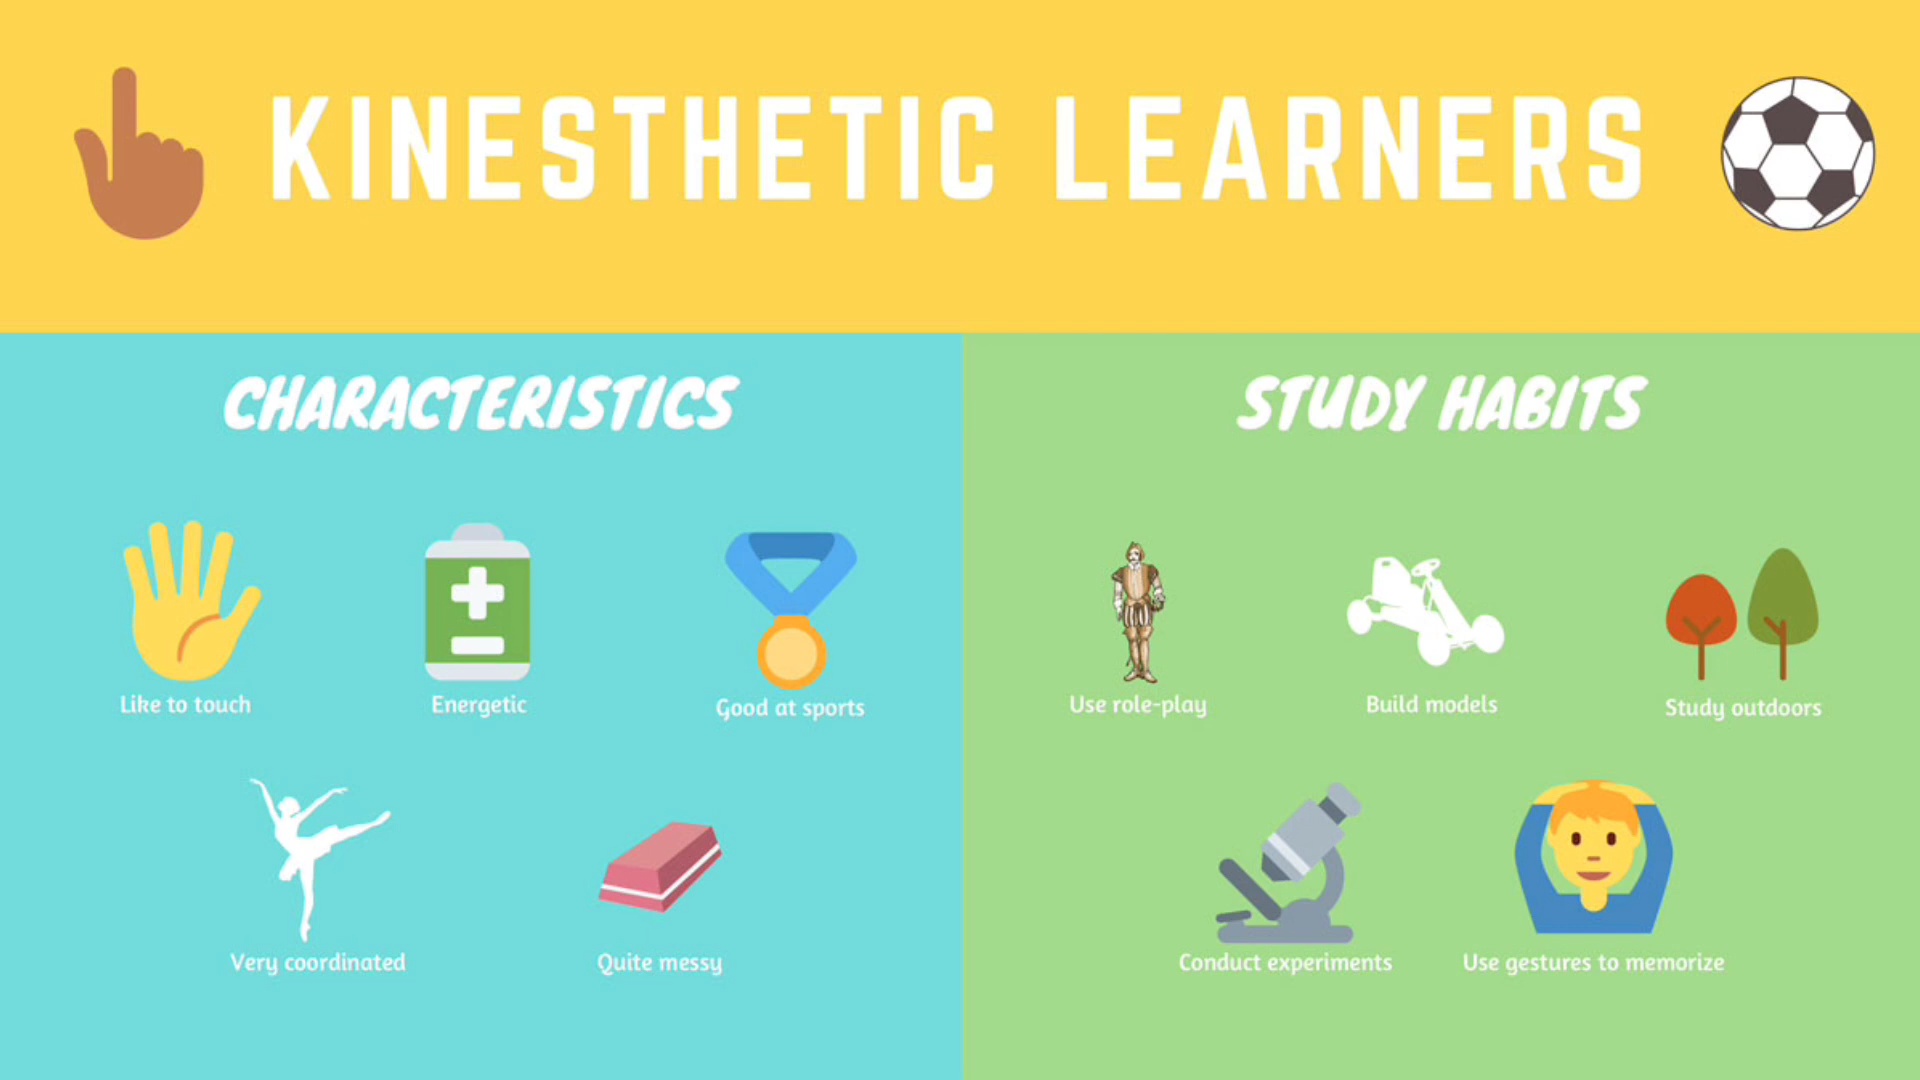 KINESTHETIC LEARNERS
CHARACTERISTICS
Like to touch
Energetic
Good at sports
Very coordinated
Quite messy
STUDY HABITS
Use role-play
Build models
Study outdoors
Conduct experiments
Use gestures to memorize